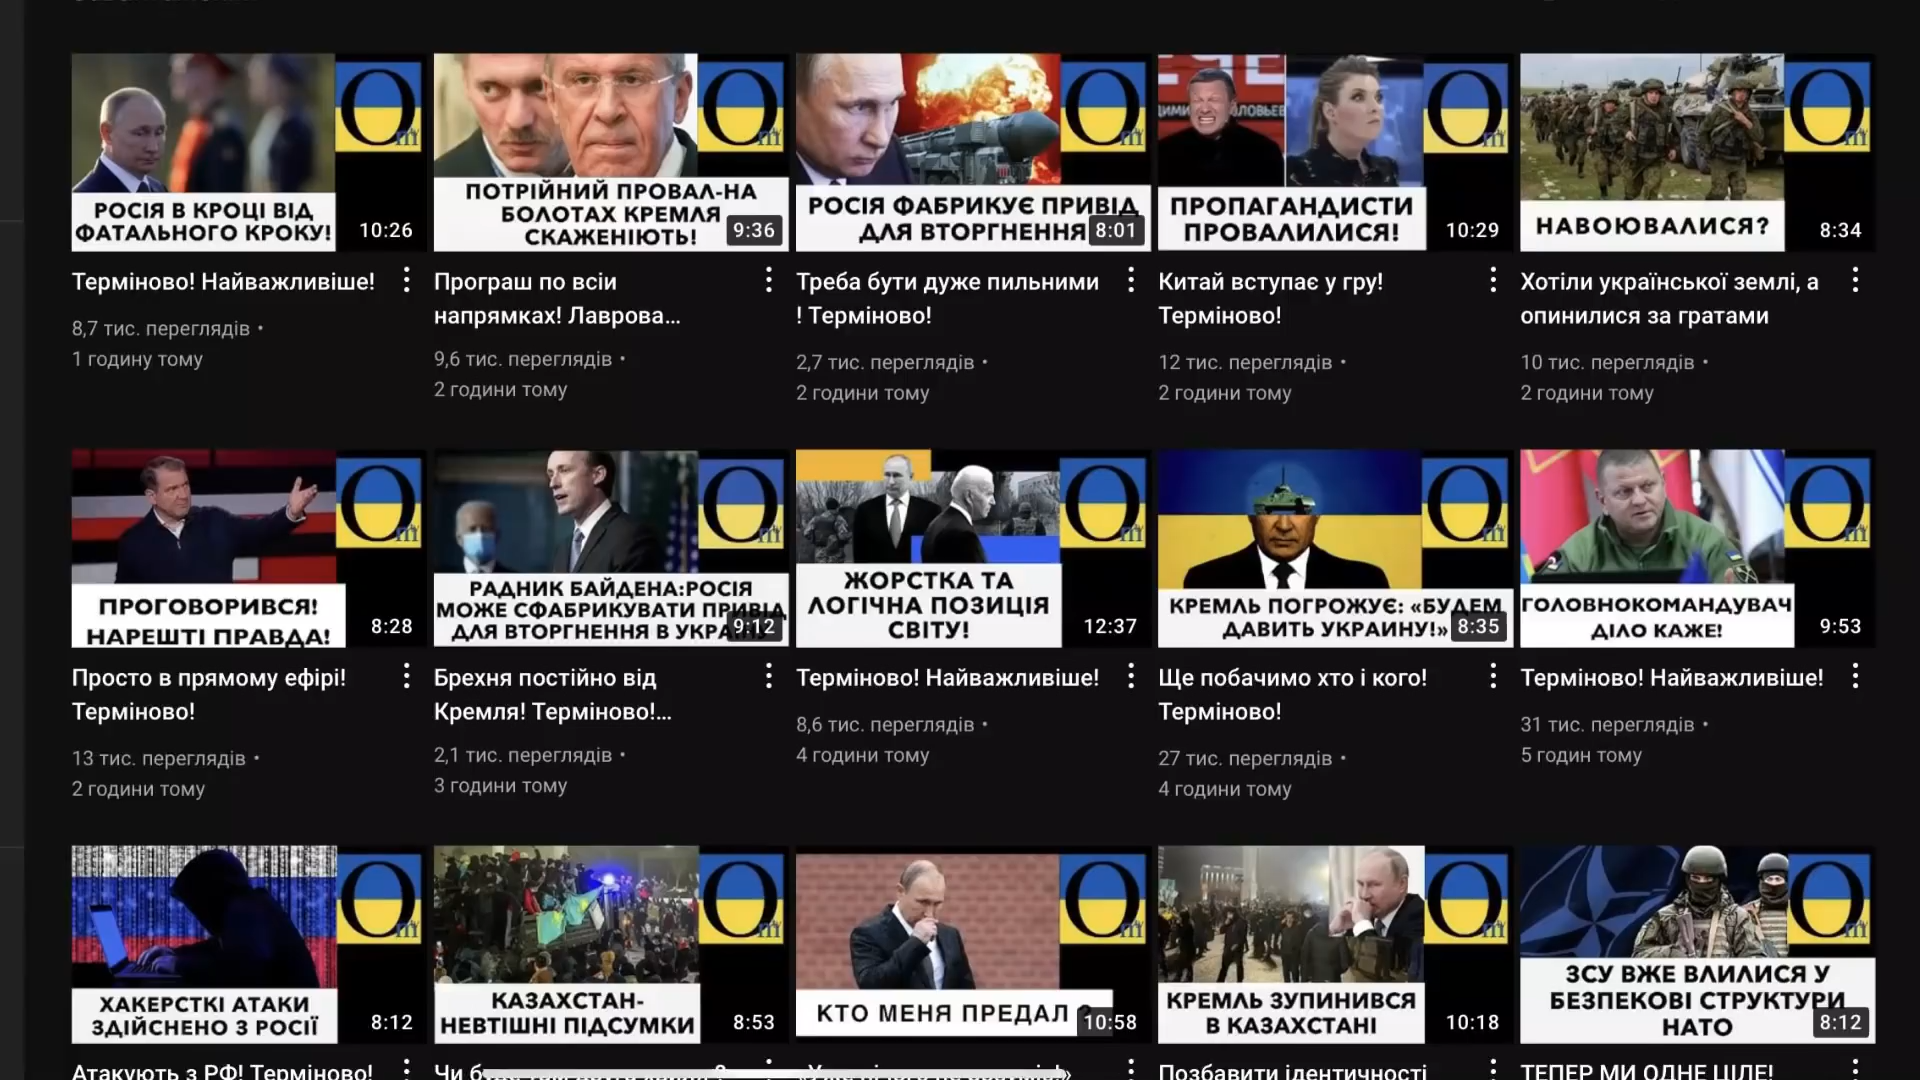 РОСІЯ В КРОЦІ ВІД
ФАТАЛЬНОГО КРОКУ!
10:26
Терміново! Найважливіше!
8,7 тис. переглядів •
1 годину тому
ПОТРІЙНИЙ ПРОВАЛ-НА
БОЛОТАХ КРЕМЛЯ
СКАЖЕНІЮТЬ!
9:36
Програш по всіи
напрямках! Лаврова...
9,6 тис. переглядів •
2 години тому
РОСІЯ ФАБРИКУЄ ПРИВІД
ДЛЯ ВТОРГНЕННЯ
8:01
Треба бути дуже пильними
! Терміново!
2,7 тис. переглядів •
2 години тому
ПРОПАГАНДИСТИ
ПРОВАЛИЛИСЯ!
10:29
Китай вступає у гру!
Терміново!
12 тис. переглядів •
2 години тому
НАВОЮВАЛИСЯ?
8:34
Хотіли української землі, а
опинилися за гратами
10 тис. переглядів •
2 години тому
ПРОГОВОРИВСЯ!
НАРЕШТІ ПРАВДА!
8:28
Просто в прямому ефірі!
Терміново!
13 тис. переглядів •
2 години тому
РАДНИК БАЙДЕНА:РОСІЯ
МОЖЕ СФАБРИКУВАТИ ПРИВІД
ДЛЯ ВТОРГНЕННЯ В
9:12
Брехня постійно від
Кремля! Терміново!...
2,1 тис. переглядів •
3 години тому
ЖОРСТКА ТА
ЛОГІЧНА ПОЗИЦІЯ
СВІТУ!
12:37
Терміново! Найважливіше!
8,6 тис. переглядів •
4 години тому
КРЕМЛЬ ПОГРОЖУЄ: «БУДЕМ
ДАВИТЬ УКРАИНУ!»
8:35
Ще побачимо хто і кого!
Терміново!
27 тис. переглядів •
4 години тому
ГОЛОВНОКОМАНДУВАЧ
ДІЛО КАЖЕ!
9:53
Терміново! Найважливіше!
31 тис. переглядів •
5 годин тому
ХАКЕРСТКІ АТАКИ
ЗДІЙСНЕНО З РОСІЇ
8:12
Атакують з РФ! Терміново!
КАЗАХСТАН-
НЕВТІШНІ ПІДСУМКИ
8:53
Чи
КТО МЕНЯ ПРЕДАЛ ?
10:58
КРЕМЛЬ ЗУПИНИВСЯ
В КАЗАХСТАНІ
10:18
Позбавити ідентичності
ЗСУ ВЖЕ ВЛИЛИСЯ У
БЕЗПЕКОВІ СТРУКТУРИ
НАТО
8:12
ТЕПЕР МИ ОДНЕ ЦІЛЕ!